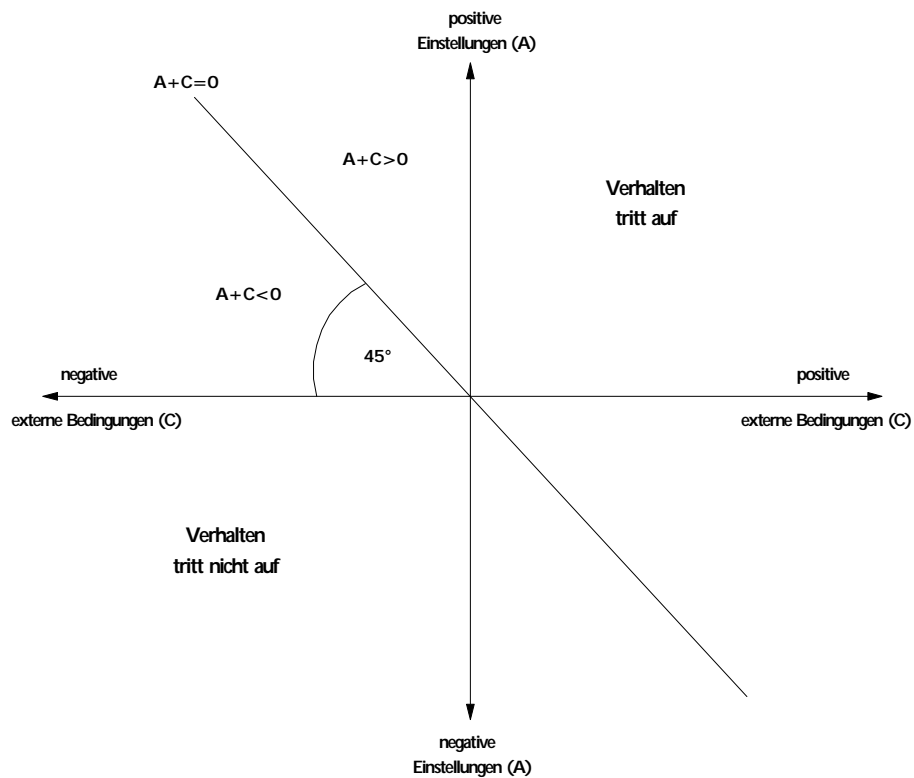 positive
Einstellungen (A)
A+C=0
A+C>0
Verhalten
tritt auf
A+C<0
45°
negative
externe Bedingungen (C)
positive
externe Bedingungen (C)
Verhalten
tritt nicht auf
negative
Einstellungen (A)